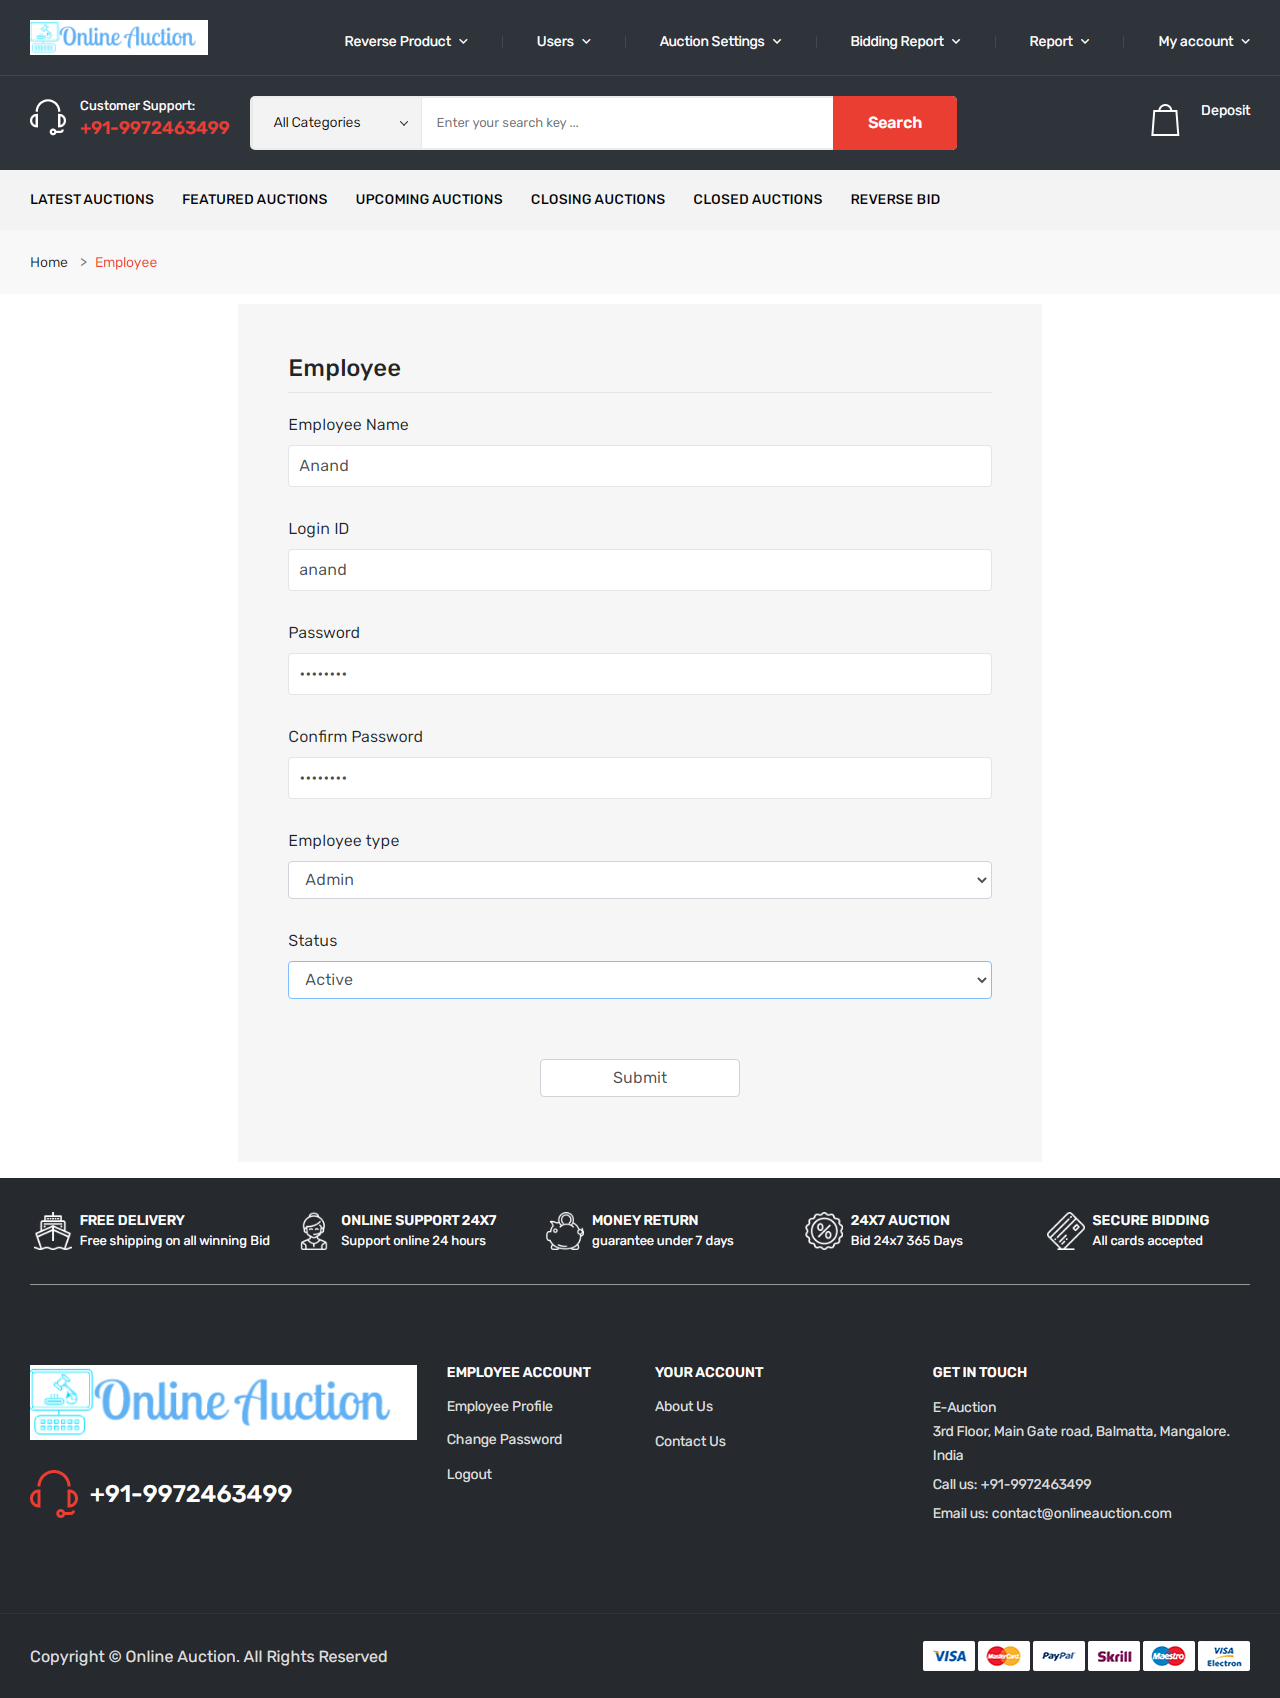 Online Auction
Reverse Product
Users
Auction Settings
Bidding Report
Report
My account
Customer Support:
+91-9972463499
All Categories
Enter your search key ...
Search
Deposit
LATEST AUCTIONS
FEATURED AUCTIONS
UPCOMING AUCTIONS
CLOSING AUCTIONS
CLOSED AUCTIONS
REVERSE BID
Home > Employee
Employee
Employee Name
Anand
Login ID
anand
Password
••••••••
Confirm Password
••••••••
Employee type
Admin
Status
Active
Submit
FREE DELIVERY
Free shipping on all winning Bid
ONLINE SUPPORT 24X7
Support online 24 hours
MONEY RETURN
guarantee under 7 days
24X7 AUCTION
Bid 24x7 365 Days
SECURE BIDDING
All cards accepted
Online Auction
+91-9972463499
EMPLOYEE ACCOUNT
Employee Profile
Change Password
Logout
YOUR ACCOUNT
About Us
Contact Us
GET IN TOUCH
E-Auction
3rd Floor, Main Gate road, Balmatta, Mangalore.
India
Call us: +91-9972463499
Email us: contact@onlineauction.com
Copyright © Online Auction. All Rights Reserved
VISA
MasterCard
PayPal
Skrill
Maestro
VISA
Electron